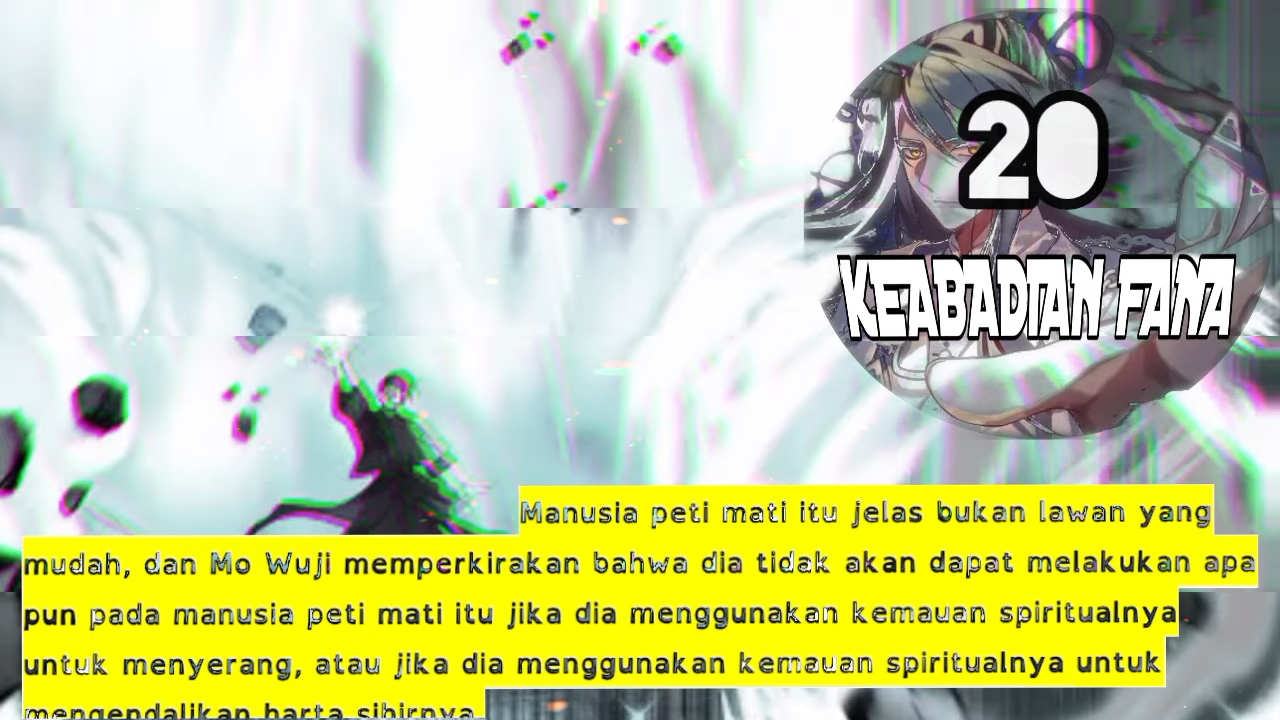 20
KEABADIAN FANA
Manusia peti mati itu jelas bukan lawan yang
mudah, dan Mo Wuji memperkirakan bahwa dia tidak akan dapat melakukan apa
pun pada manusia peti mati itu jika dia menggunakan kemauan spiritualnya
untuk menyerang, atau jika dia menggunakan kemauan spiritualnya untuk
mengendalikan harta sihirnya.